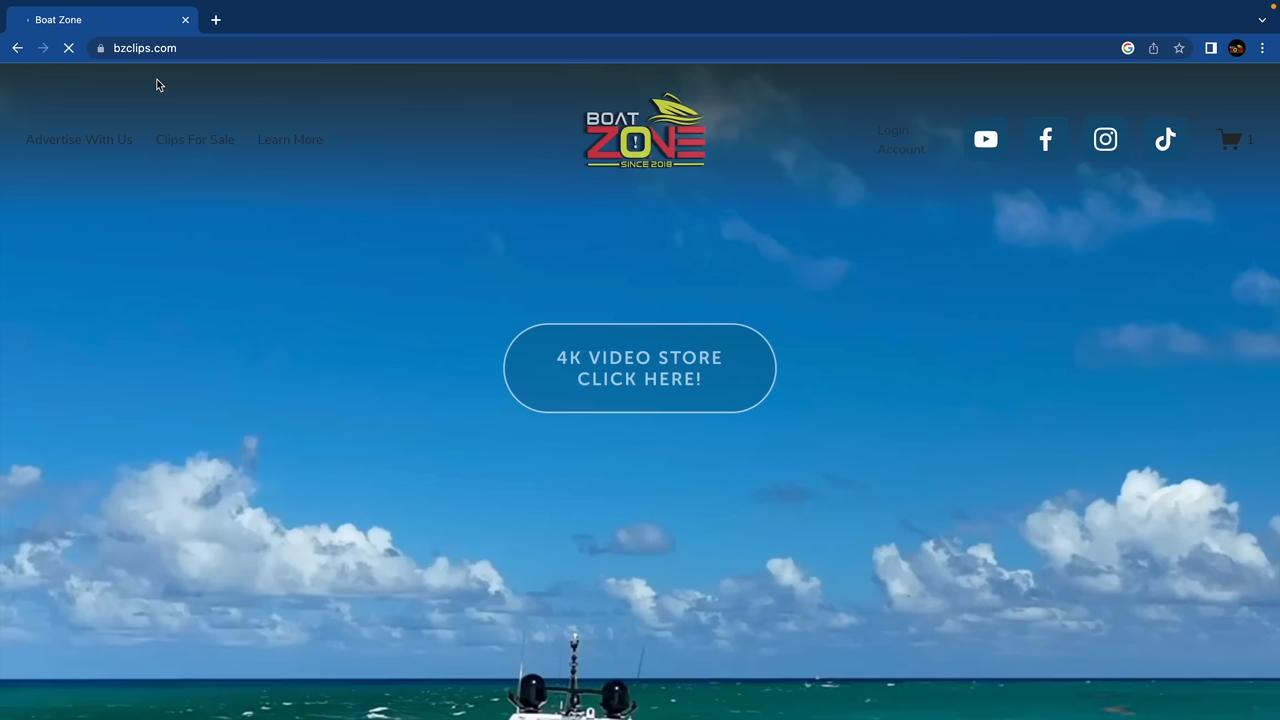 Boat Zone
bzclips.com
Advertise With Us
Clips For Sale
Learn More
BOAT
ZONE
SINCE 2018
Login
Account
1
4K VIDEO STORE
CLICK HERE!